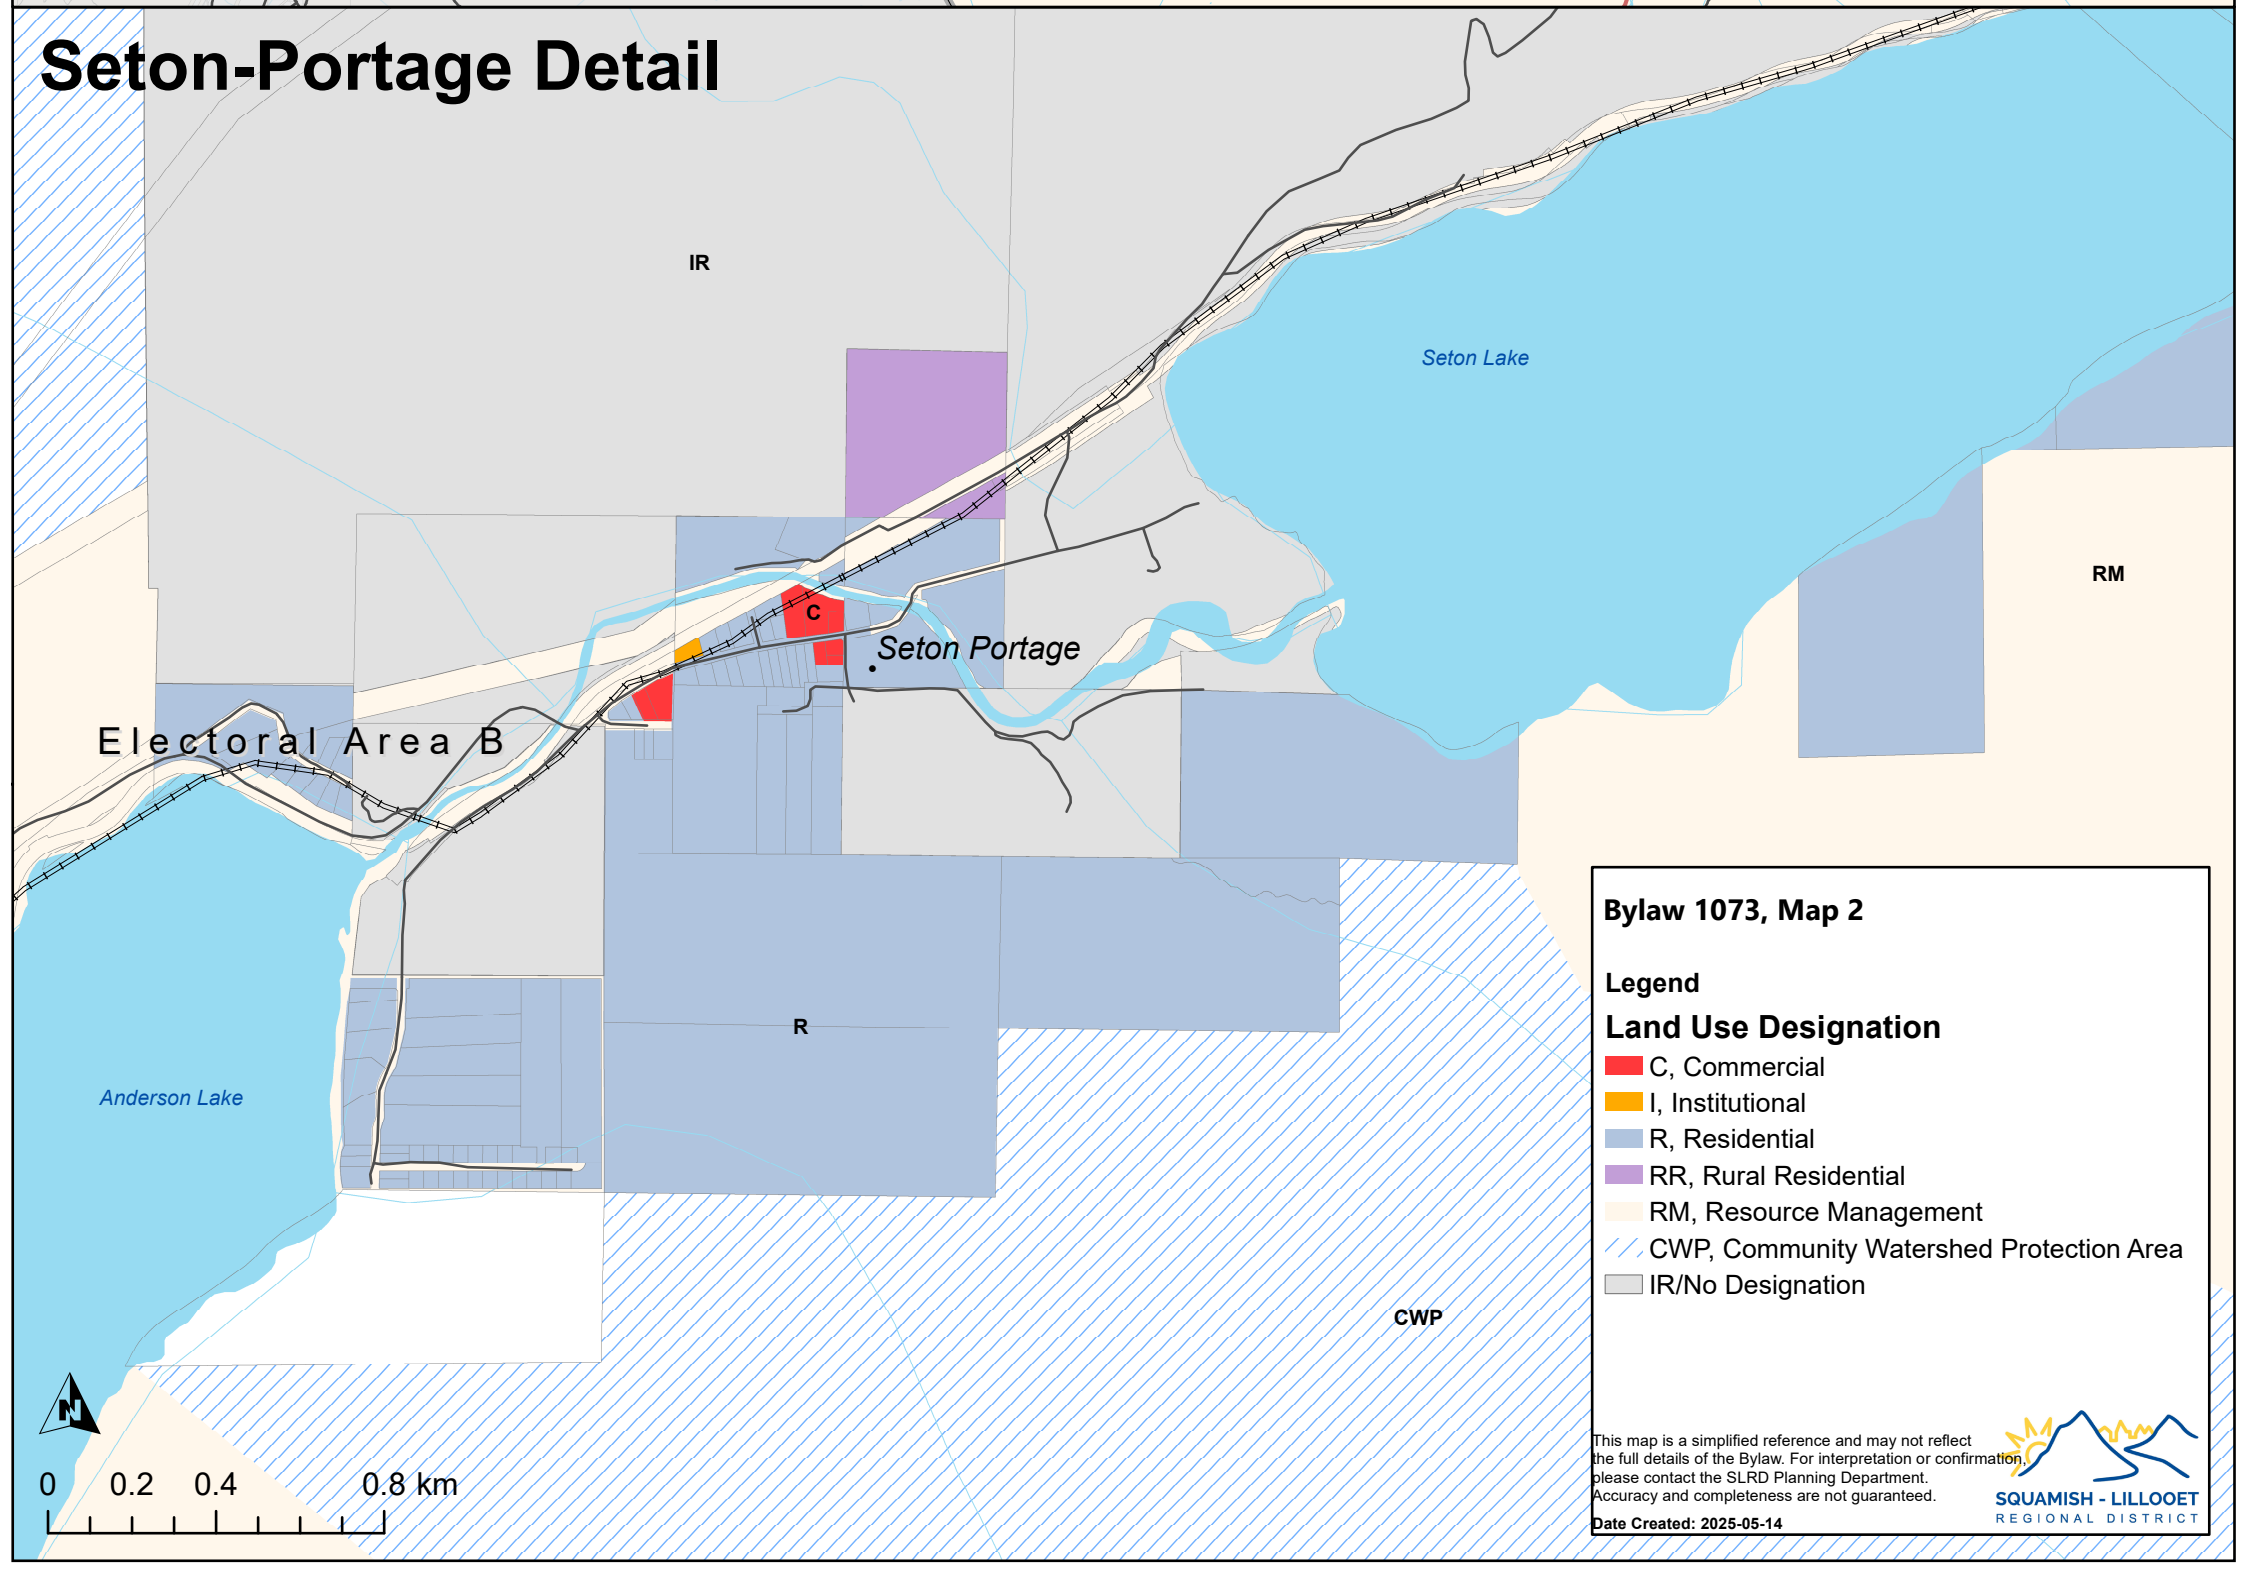 Seton-Portage Detail
IR
Seton Lake
RM
C
Seton Portage
Electoral Area B
R
Anderson Lake
CWP
N
0 0.2 0.4 0.8 km
Bylaw 1073, Map 2
Legend
Land Use Designation
C, Commercial
I, Institutional
R, Residential
RR, Rural Residential
RM, Resource Management
CWP, Community Watershed Protection Area
IR/No Designation
This map is a simplified reference and may not reflect
the full details of the Bylaw. For interpretation or confirmation,
please contact the SLRD Planning Department.
Accuracy and completeness are not guaranteed.
Date Created: 2025-05-14
SQUAMISH - LILLOOET
REGIONAL DISTRICT